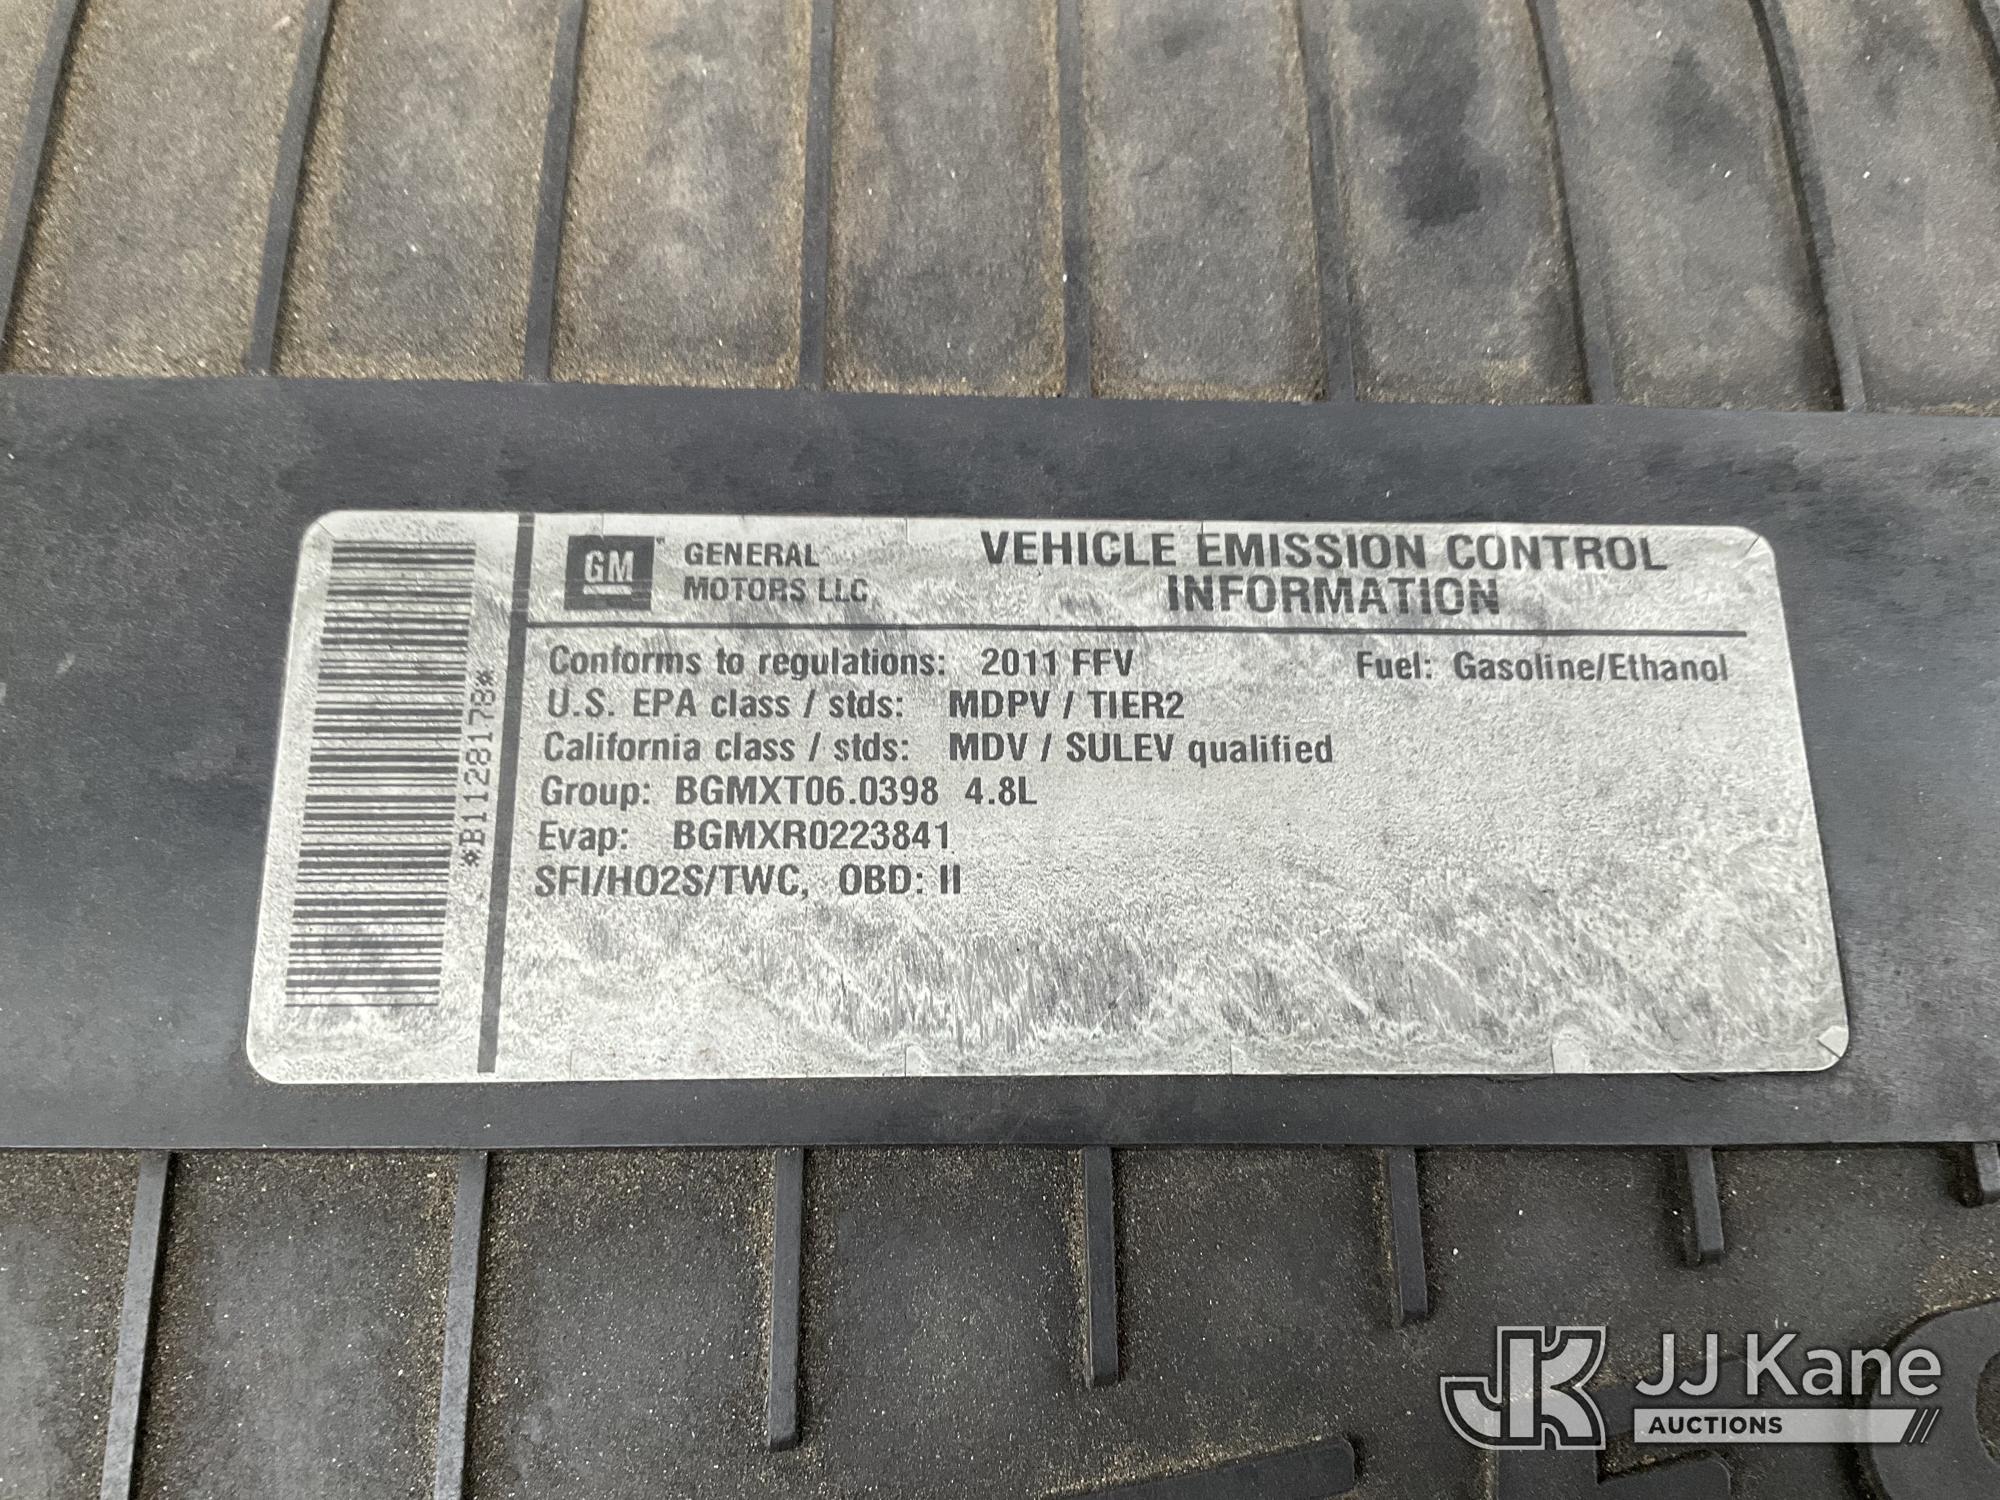 GM
GENERAL
MOTORS LLC
VEHICLE EMISSION CONTROL
INFORMATION
Conforms to regulations: 2011 FFV Fuel: Gasoline/Ethanol
U.S. EPA class / stds: MDPV / TIER2
California class / stds: MDV / SULEV qualified
Group: BGMXT06.0398 4.8L
Evap: BGMXR0223841
SFI/HO2S/TWC, OBD: II
*B1128173*
JK JJ Kane
AUCTIONS